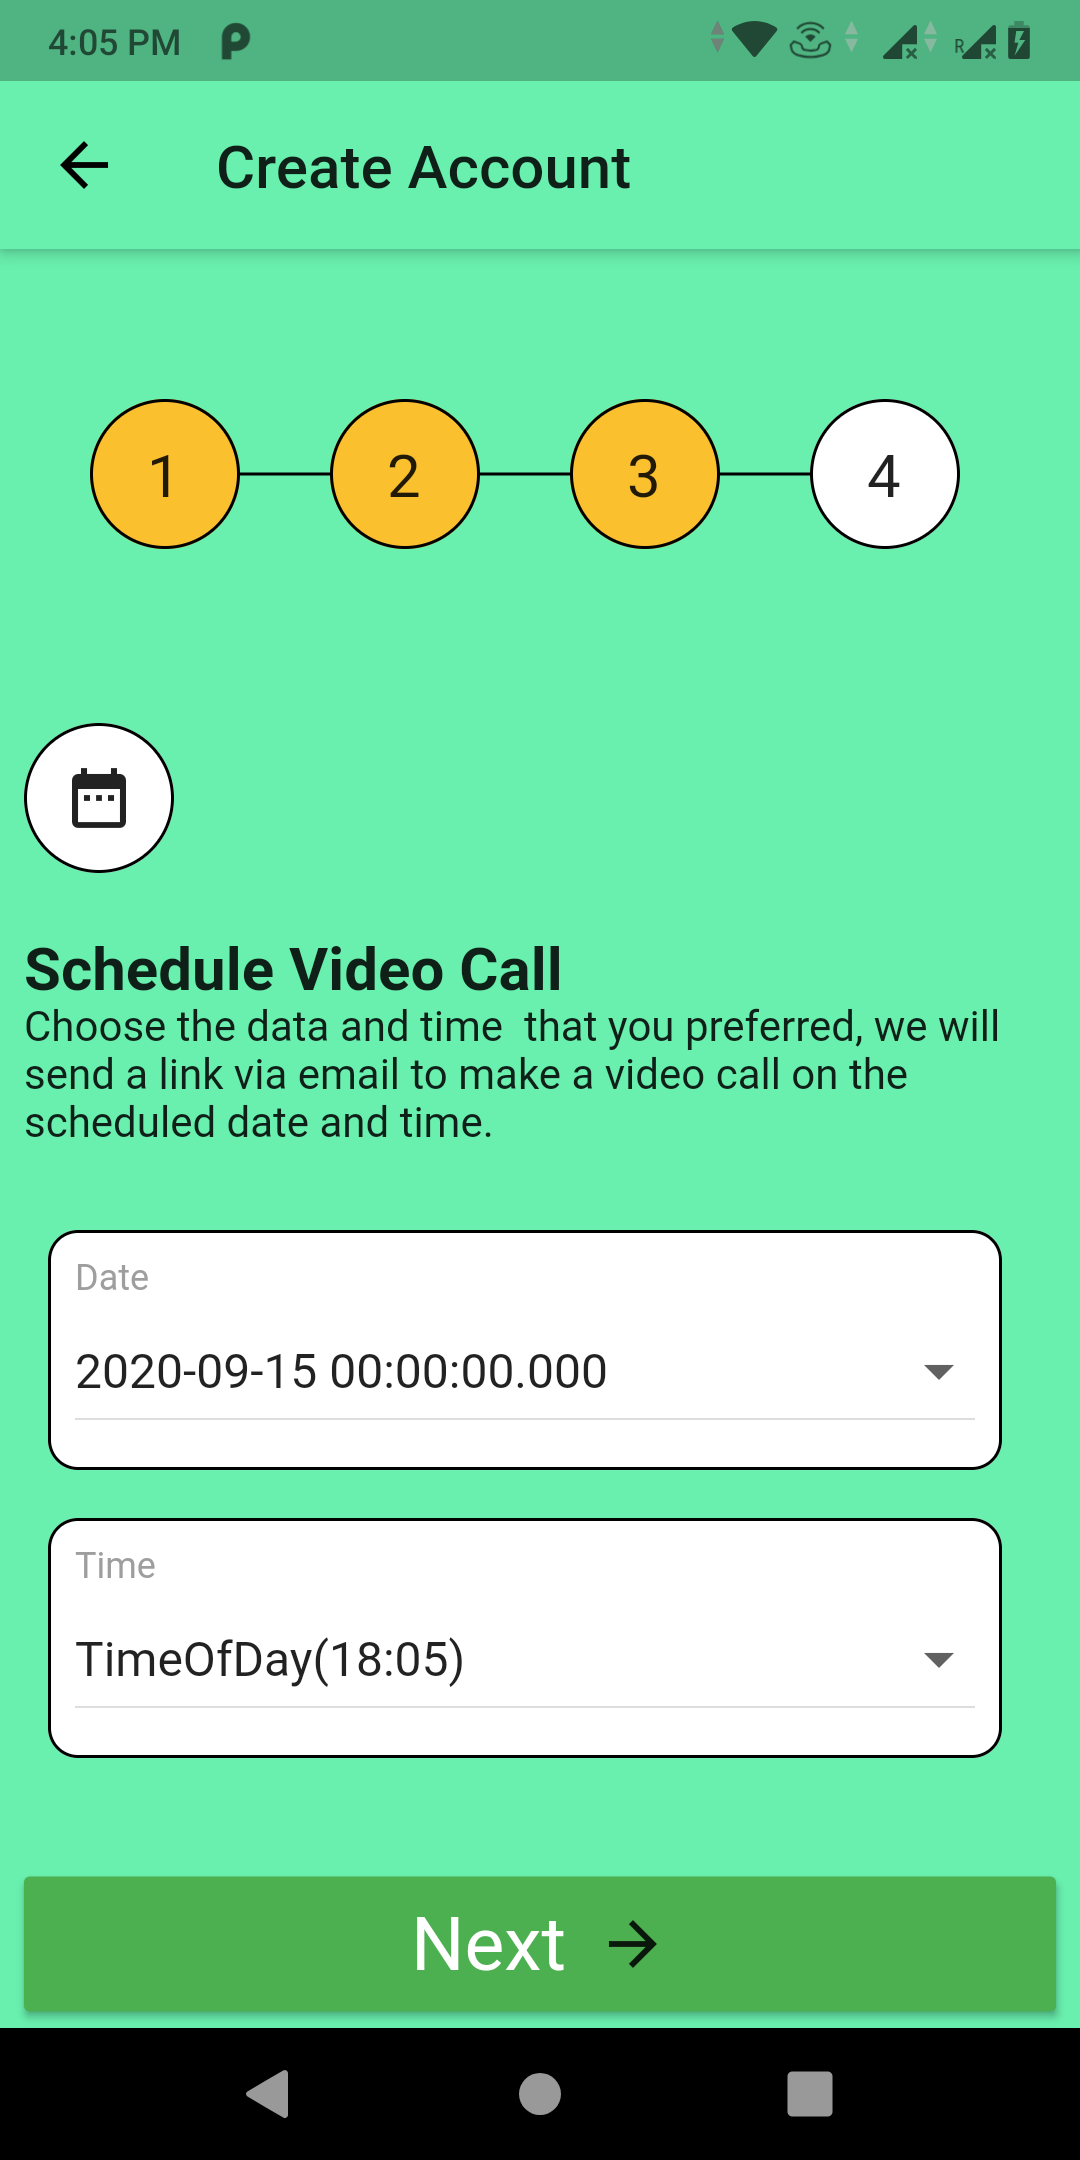 4:05 PM
R
Create Account
1 2 3 4
Schedule Video Call
Choose the data and time  that you preferred, we will
send a link via email to make a video call on the
scheduled date and time.
Date
2020-09-15 00:00:00.000
Time
TimeOfDay(18:05)
Next